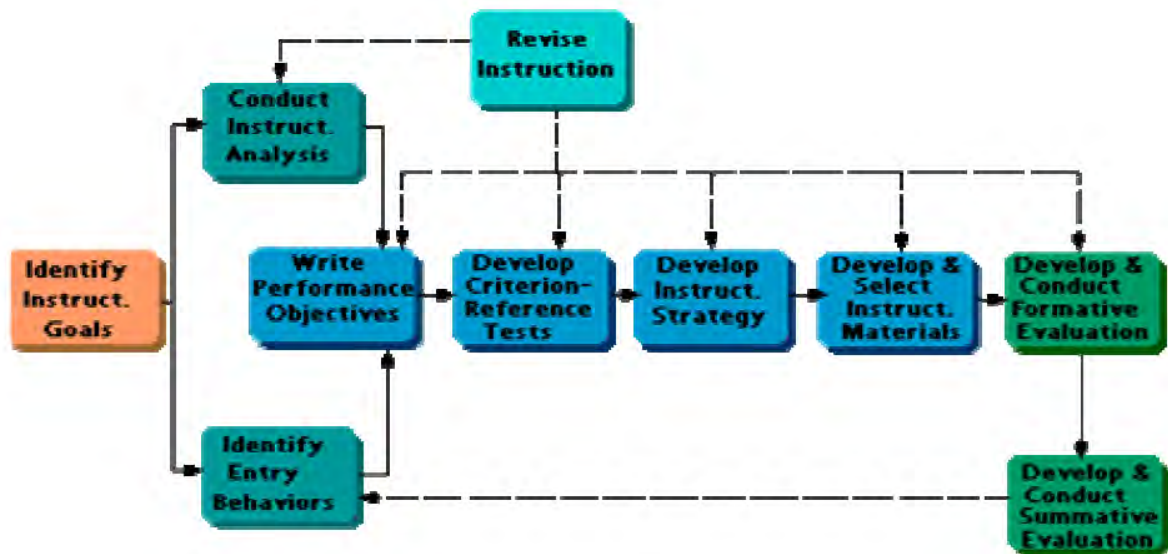 Revise
Instruction
Conduct
Instruct.
Analysis
Identify
Instruct.
Goals
Write
Performance
Objectives
Develop
Criterion-
Reference
Tests
Develop
Instruct.
Strategy
Develop &
Select
Instruct.
Materials
Develop &
Conduct
Formative
Evaluation
Identify
Entry
Behaviors
Develop &
Conduct
Summative
Evaluation